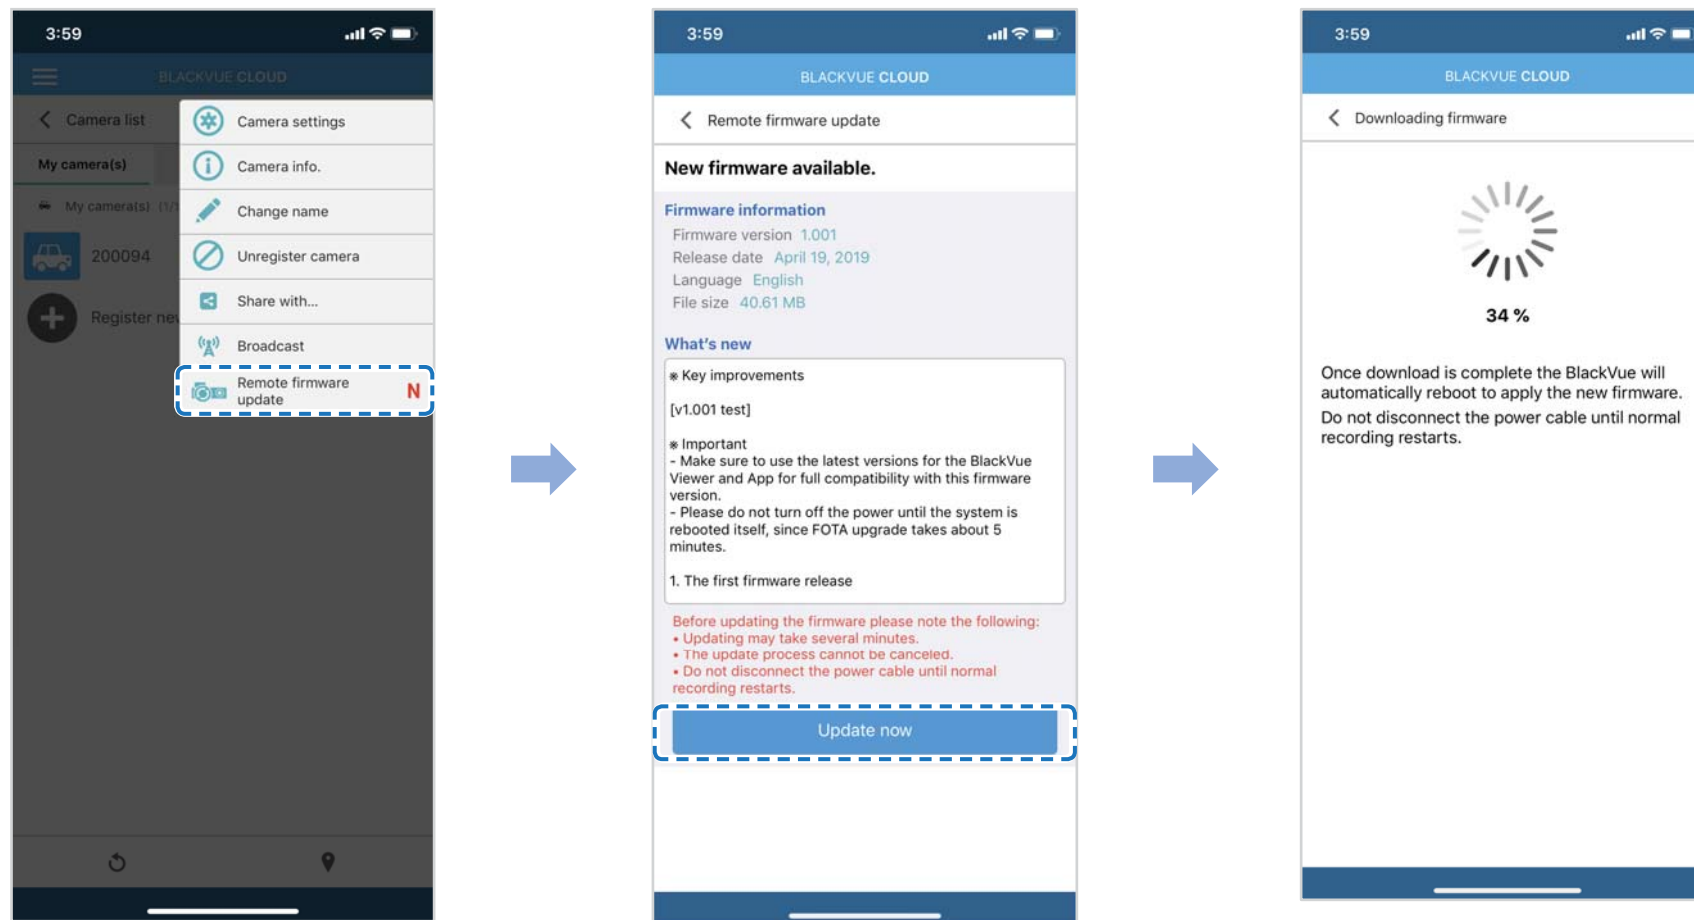 3:59
BLACKVUE CLOUD
Camera list
My camera(s)
My camera(s) (1/1
200094
Register new
Camera settings
Camera info.
Change name
Unregister camera
Share with...
Broadcast
Remote firmware
update
N
3:59
BLACKVUE CLOUD
Remote firmware update
New firmware available.
Firmware information
Firmware version 1.001
Release date April 19, 2019
Language English
File size 40.61 MB
What's new
※ Key improvements
[v1.001 test]
※ Important
- Make sure to use the latest versions for the BlackVue
Viewer and App for full compatibility with this firmware
version.
- Please do not turn off the power until the system is
rebooted itself, since FOTA upgrade takes about 5
minutes.
1. The first firmware release
Before updating the firmware please note the following:
• Updating may take several minutes.
• The update process cannot be canceled.
• Do not disconnect the power cable until normal
recording restarts.
Update now
3:59
BLACKVUE CLOUD
Downloading firmware
34 %
Once download is complete the BlackVue will
automatically reboot to apply the new firmware.
Do not disconnect the power cable until normal
recording restarts.